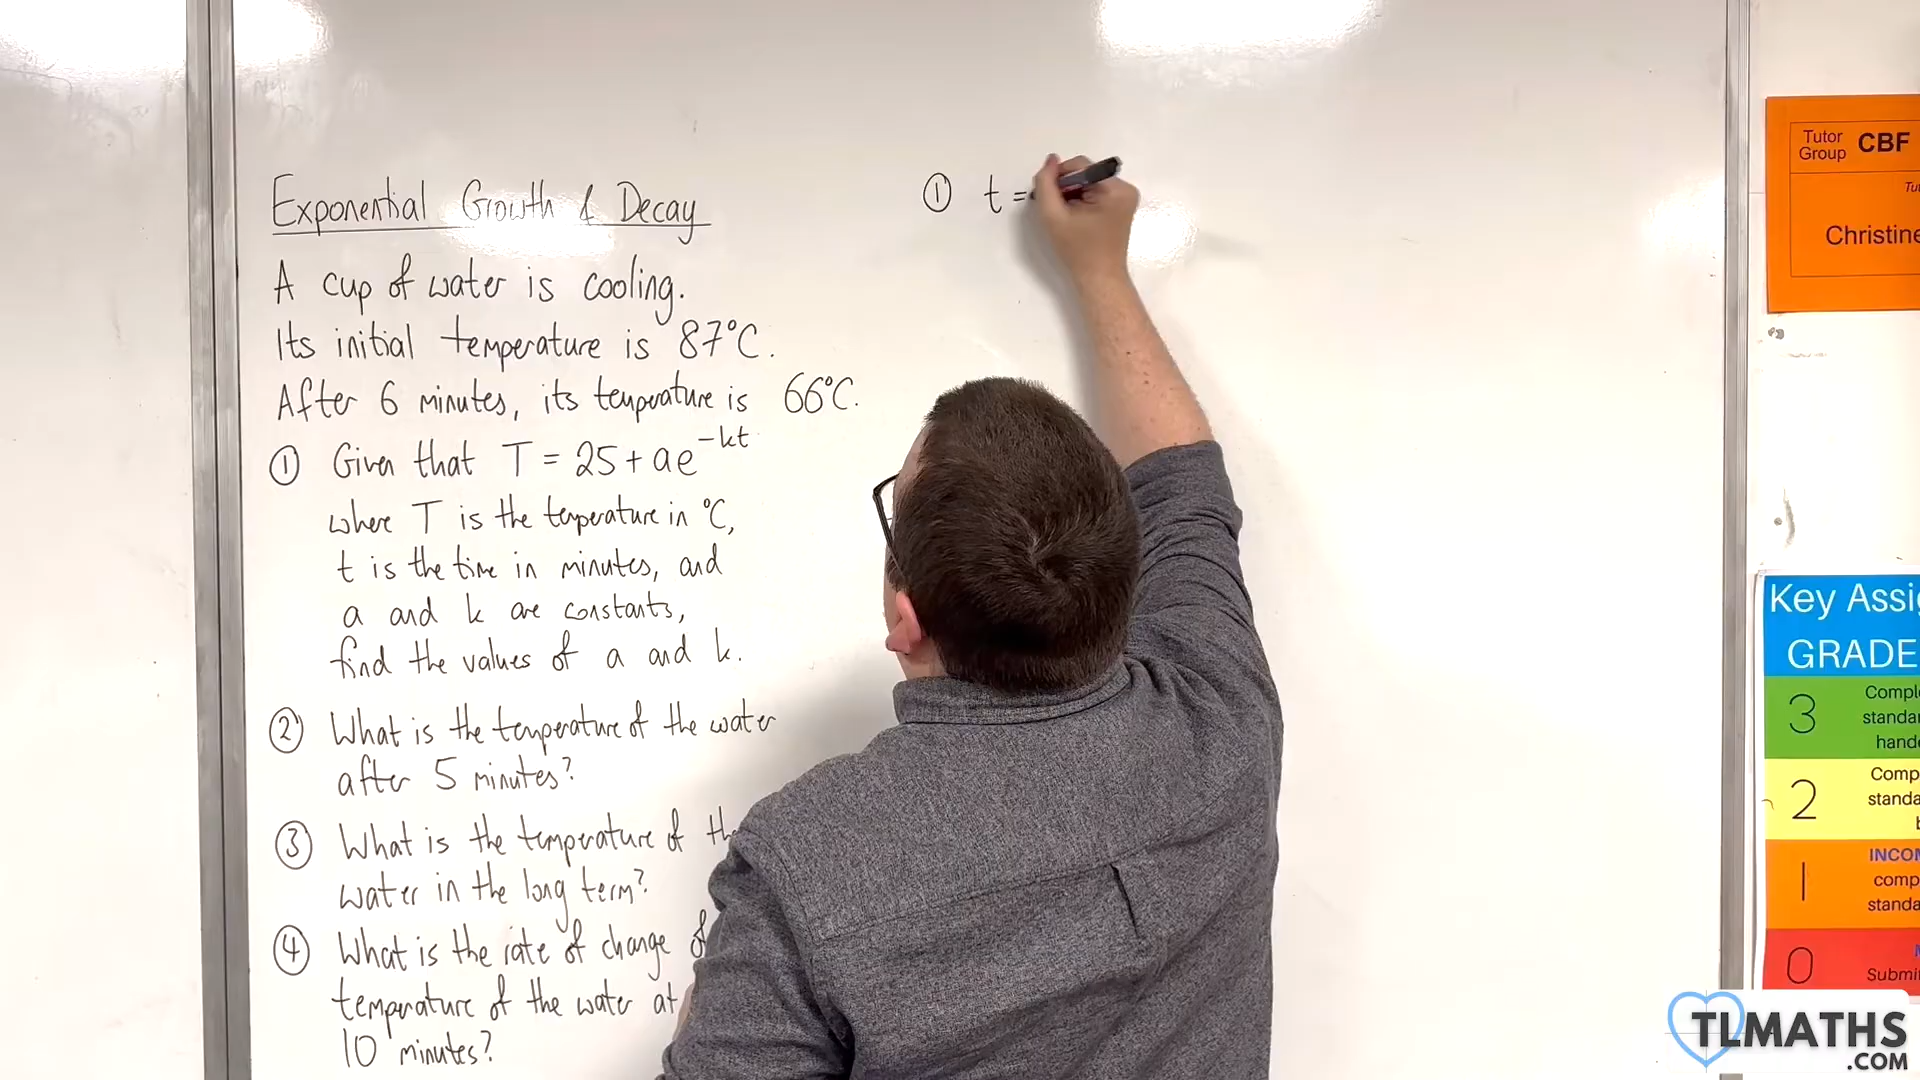 Exponential Growth & Decay
A cup of water is cooling.
Its initial temperature is 87°C.
After 6 minutes, its temperature is 66°C.
① Given that T = 25 + ae^-kt
where T is the temperature in °C,
t is the time in minutes, and
a and k are constants,
find the values of a and k.
② What is the temperature of the water
after 5 minutes?
③ What is the temperature of the
water in the long term?
④ What is the rate of change of
temperature of the water at
10 minutes?
① t =
Tutor
Group CBF
Christine
Key Assi
GRADE
3 Compl
standa
hand
2 Comp
standa
1 INCO
comp
standa
0
Submi
TLMATHS
.COM